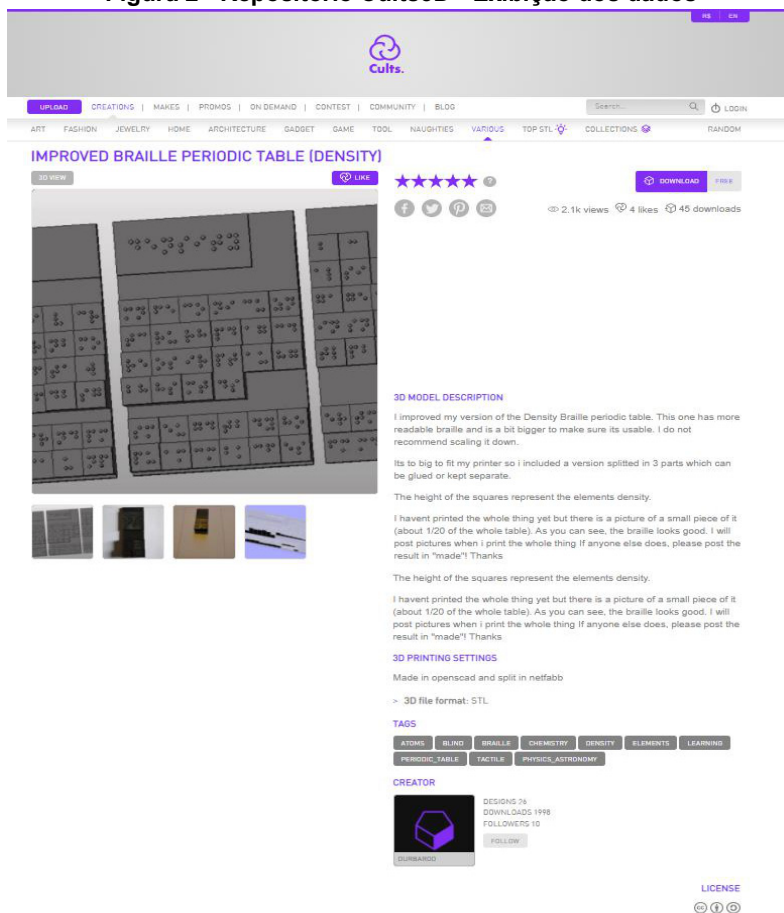 Figura 2 - Repositório Cults3D - Exibição dos dados
R$ EN
Cults.
UPLOAD CREATIONS | MAKES | PROMOS | ON DEMAND | CONTEST | COMMUNITY | BLOG Search... LOGIN
ART FASHION JEWELRY HOME ARCHITECTURE GADGET GAME TOOL NAUGHTIES VARIOUS TOP STL COLLECTIONS RANDOM
IMPROVED BRAILLE PERIODIC TABLE (DENSITY)
3D VIEW LIKE
? DOWNLOAD FREE
2.1k views 4 likes 45 downloads
3D MODEL DESCRIPTION
I improved my version of the Density Braille periodic table. This one has more
readable braille and is a bit bigger to make sure its usable. I do not
recommend scaling it down.
Its to big to fit my printer so i included a version splitted in 3 parts which can
be glued or kept separate.
The height of the squares represent the elements density.
I havent printed the whole thing yet but there is a picture of a small piece of it
(about 1/20 of the whole table). As you can see, the braille looks good. I will
post pictures when i print the whole thing If anyone else does, please post the
result in "made"! Thanks
The height of the squares represent the elements density.
I havent printed the whole thing yet but there is a picture of a small piece of it
(about 1/20 of the whole table). As you can see, the braille looks good. I will
post pictures when i print the whole thing If anyone else does, please post the
result in "made"! Thanks
3D PRINTING SETTINGS
Made in openscad and split in netfabb
> 3D file format: STL
TAGS
ATOMS BLIND BRAILLE CHEMISTRY DENSITY ELEMENTS LEARNING
PERIODIC_TABLE TACTILE PHYSICS_ASTRONOMY
CREATOR
DESIGNS 26
DOWNLOADS 1998
FOLLOWERS 10
FOLLOW
DURBAROD
LICENSE
cc